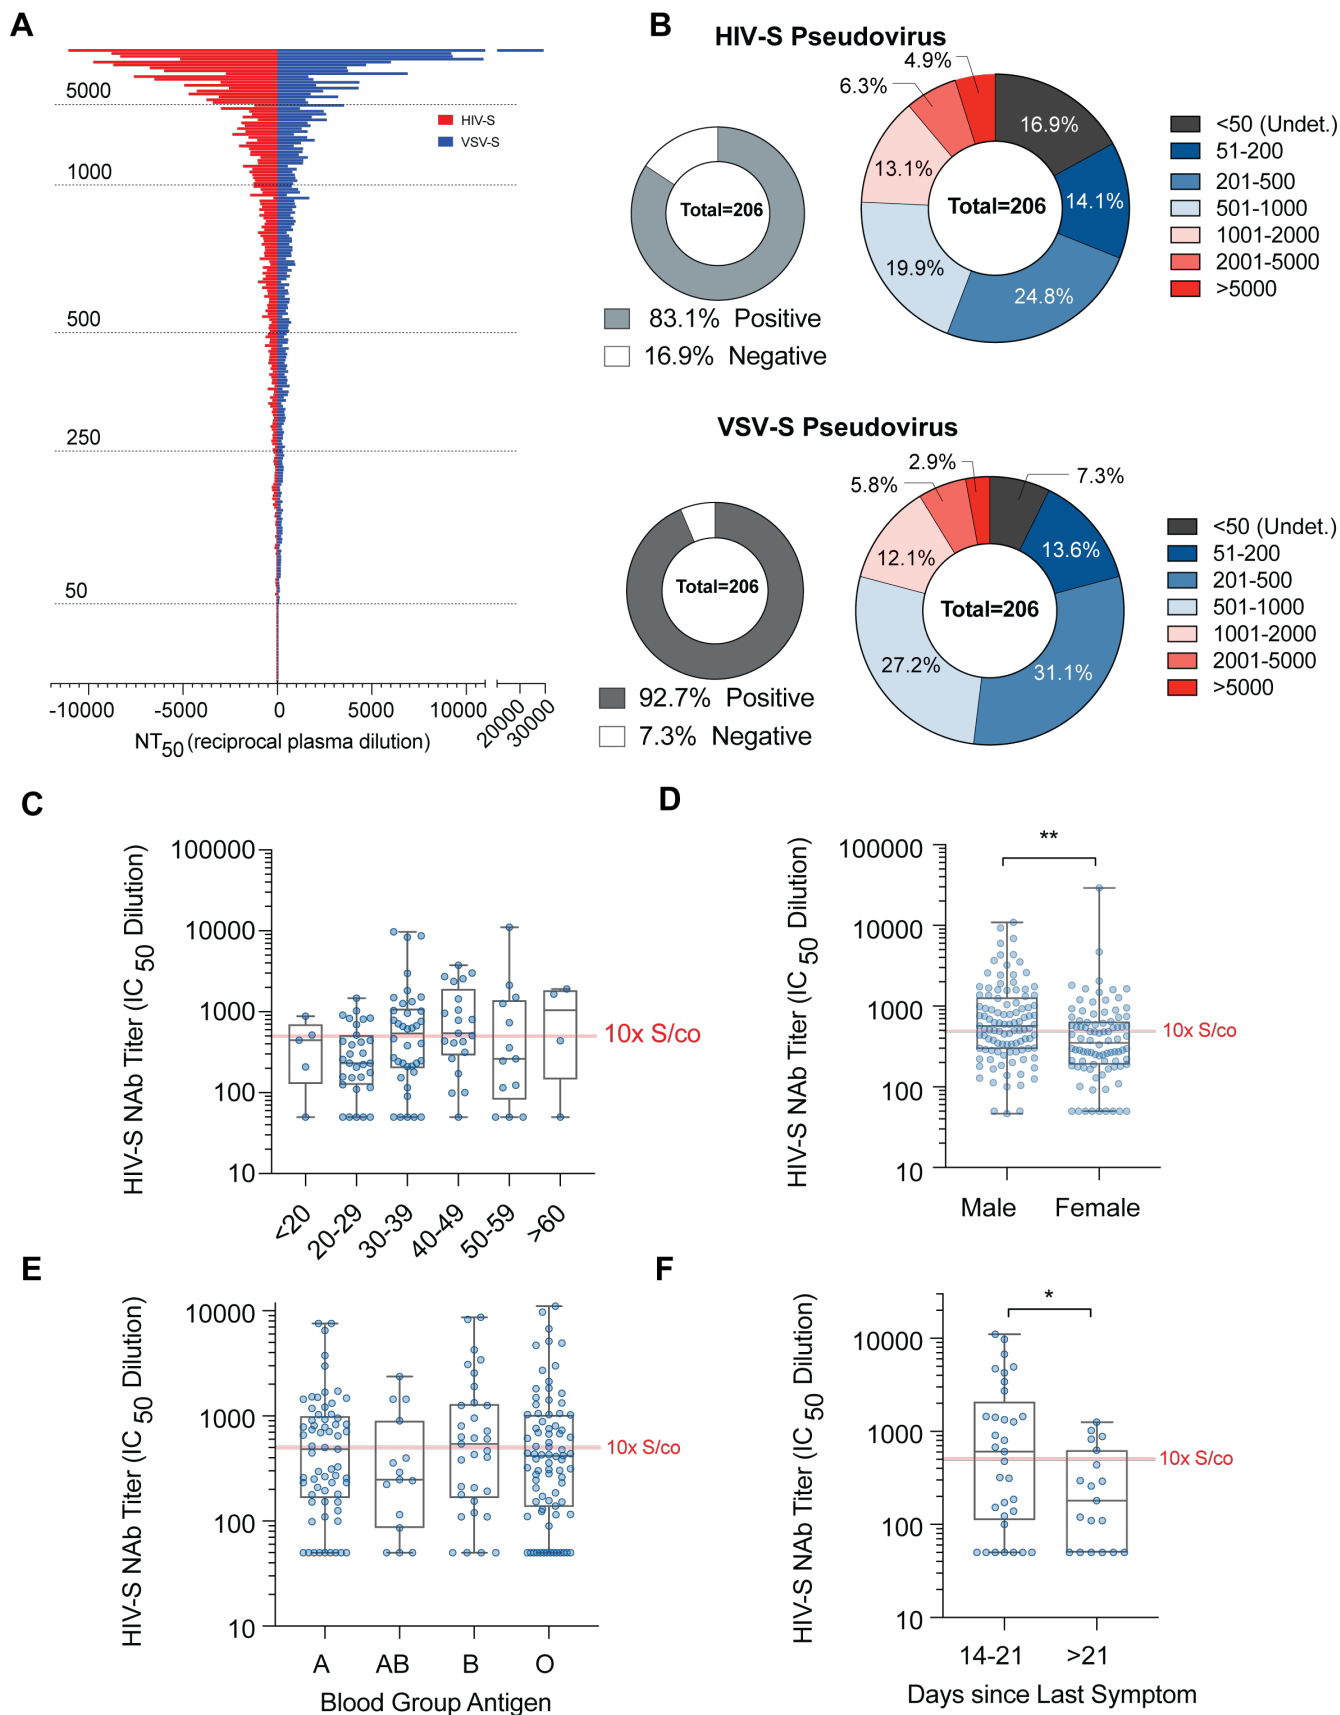 A
5000
1000
500
250
50
HIV-S
VSV-S
-10000
-5000
0
5000
10000
20000
30000
NT50 (reciprocal plasma dilution)
B
HIV-S Pseudovirus
Total=206
83.1% Positive
16.9% Negative
4.9%
6.3%
16.9%
13.1%
14.1%
Total=206
19.9%
24.8%
<50 (Undet.)
51-200
201-500
501-1000
1001-2000
2001-5000
>5000
VSV-S Pseudovirus
Total=206
92.7% Positive
7.3% Negative
2.9%
7.3%
5.8%
13.6%
12.1%
Total=206
27.2%
31.1%
<50 (Undet.)
51-200
201-500
501-1000
1001-2000
2001-5000
>5000
C
HIV-S NAb Titer (IC 50 Dilution)
100000
10000
1000
100
10
10x S/co
<20
20-29
30-39
40-49
50-59
>60
D
HIV-S NAb Titer (IC 50 Dilution)
100000
10000
1000
100
10
**
10x S/co
Male
Female
E
HIV-S NAb Titer (IC 50 Dilution)
10000
1000
100
10
10x S/co
A
AB
B
O
Blood Group Antigen
F
HIV-S NAb Titer (IC 50 Dilution)
10000
1000
100
10
*
10x S/co
14-21
>21
Days since Last Symptom